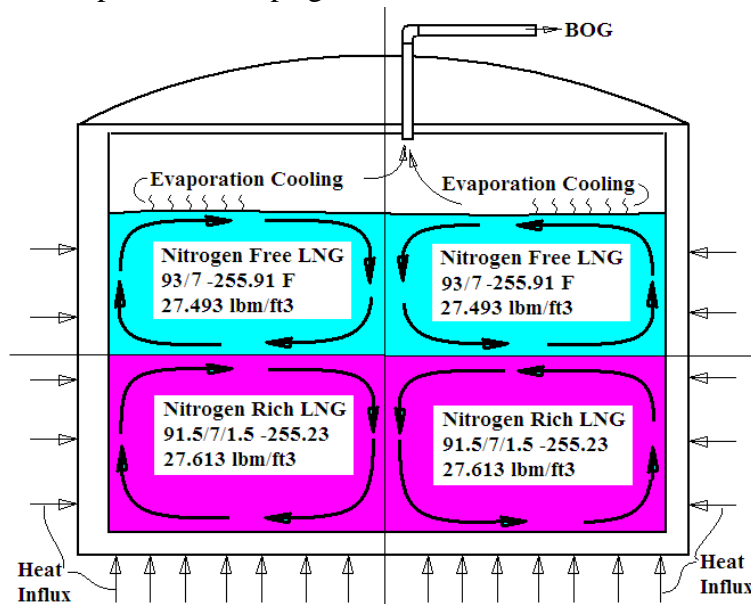 BOG
Evaporation Cooling
Evaporation Cooling
Nitrogen Free LNG
93/7 -255.91 F
27.493 lbm/ft3
Nitrogen Free LNG
93/7 -255.91 F
27.493 lbm/ft3
Nitrogen Rich LNG
91.5/7/1.5 -255.23
27.613 lbm/ft3
Nitrogen Rich LNG
91.5/7/1.5 -255.23
27.613 lbm/ft3
Heat
Influx
Heat
Influx